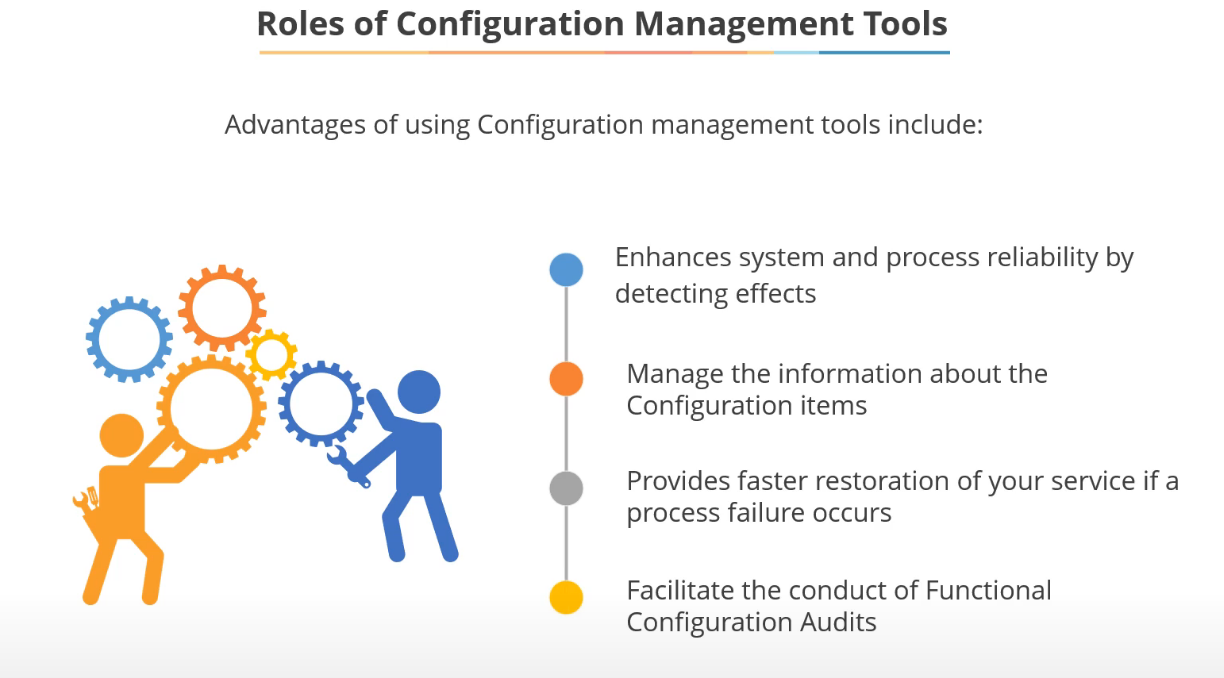 Roles of Configuration Management Tools
Advantages of using Configuration management tools include:
Enhances system and process reliability by
detecting effects
Manage the information about the
Configuration items
Provides faster restoration of your service if a
process failure occurs
Facilitate the conduct of Functional
Configuration Audits